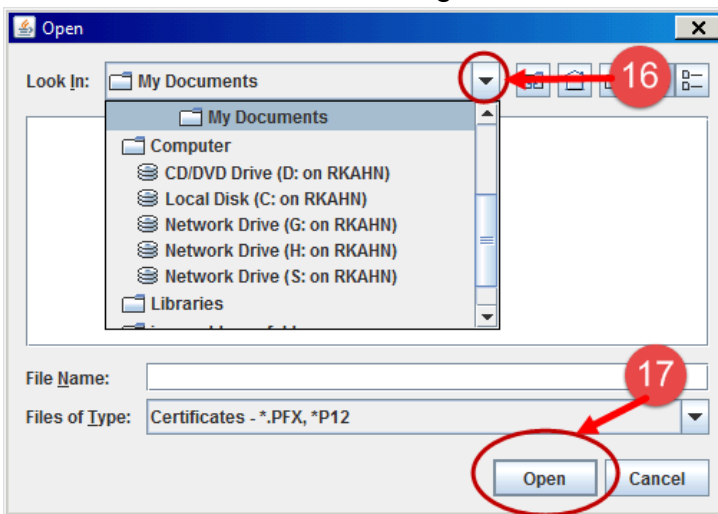 Open
Look In: My Documents
16
My Documents
Computer
CD/DVD Drive (D: on RKAHN)
Local Disk (C: on RKAHN)
Network Drive (G: on RKAHN)
Network Drive (H: on RKAHN)
Network Drive (S: on RKAHN)
Libraries
File Name:
17
Files of Type: Certificates - *.PFX, *P12
Open Cancel